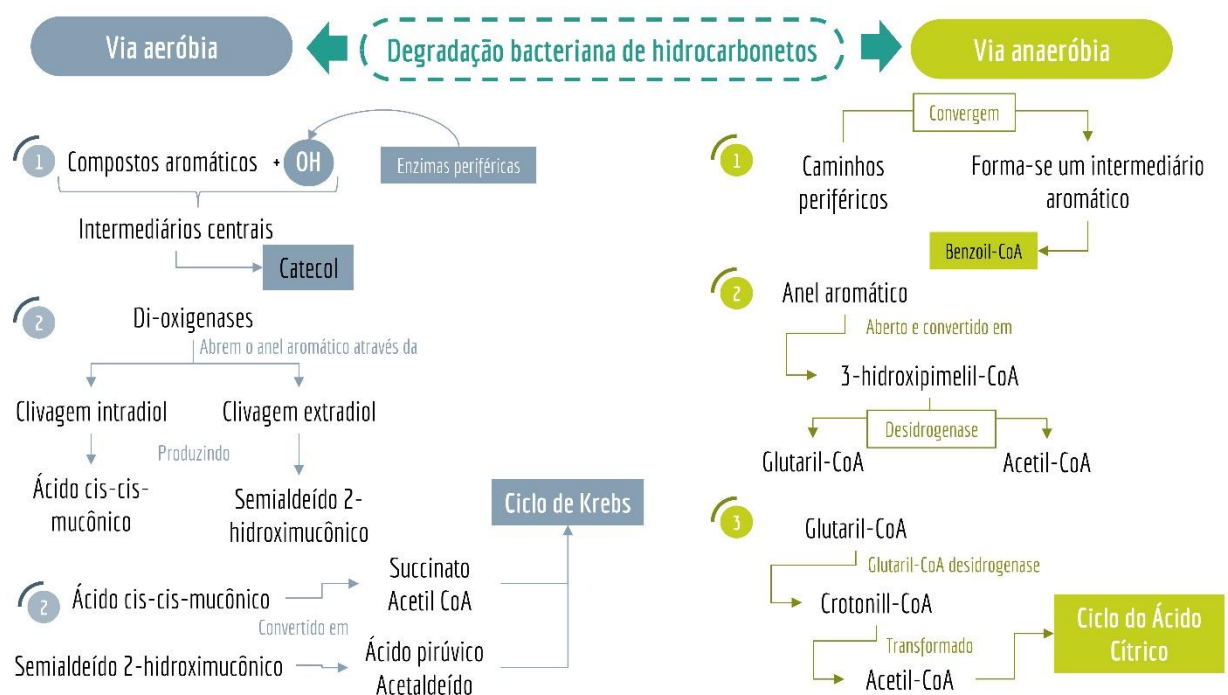 Degradação bacteriana de hidrocarbonetos
Via aeróbia
1
Compostos aromáticos + OH
Enzimas periféricas
Intermediários centrais
Catecol
2
Di-oxigenases
Abrem o anel aromático através da
Clivagem intradiol
Clivagem extradiol
Produzindo
Ácido cis-cis-
mucônico
Semialdeído 2-
hidroximucônico
2
Ácido cis-cis-mucônico
Convertido em
Semialdeído 2-hidroximucônico
Succinato
Acetil CoA
Ácido pirúvico
Acetaldeído
Ciclo de Krebs
Via anaeróbia
Convergem
1
Caminhos
periféricos
Forma-se um intermediário
aromático
Benzoil-CoA
2
Anel aromático
Aberto e convertido em
3-hidroxipimelil-CoA
Desidrogenase
Glutaril-CoA
Acetil-CoA
3
Glutaril-CoA
Glutaril-CoA desidrogenase
Crotonill-CoA
Transformado
Acetil-CoA
Ciclo do Ácido
Cítrico